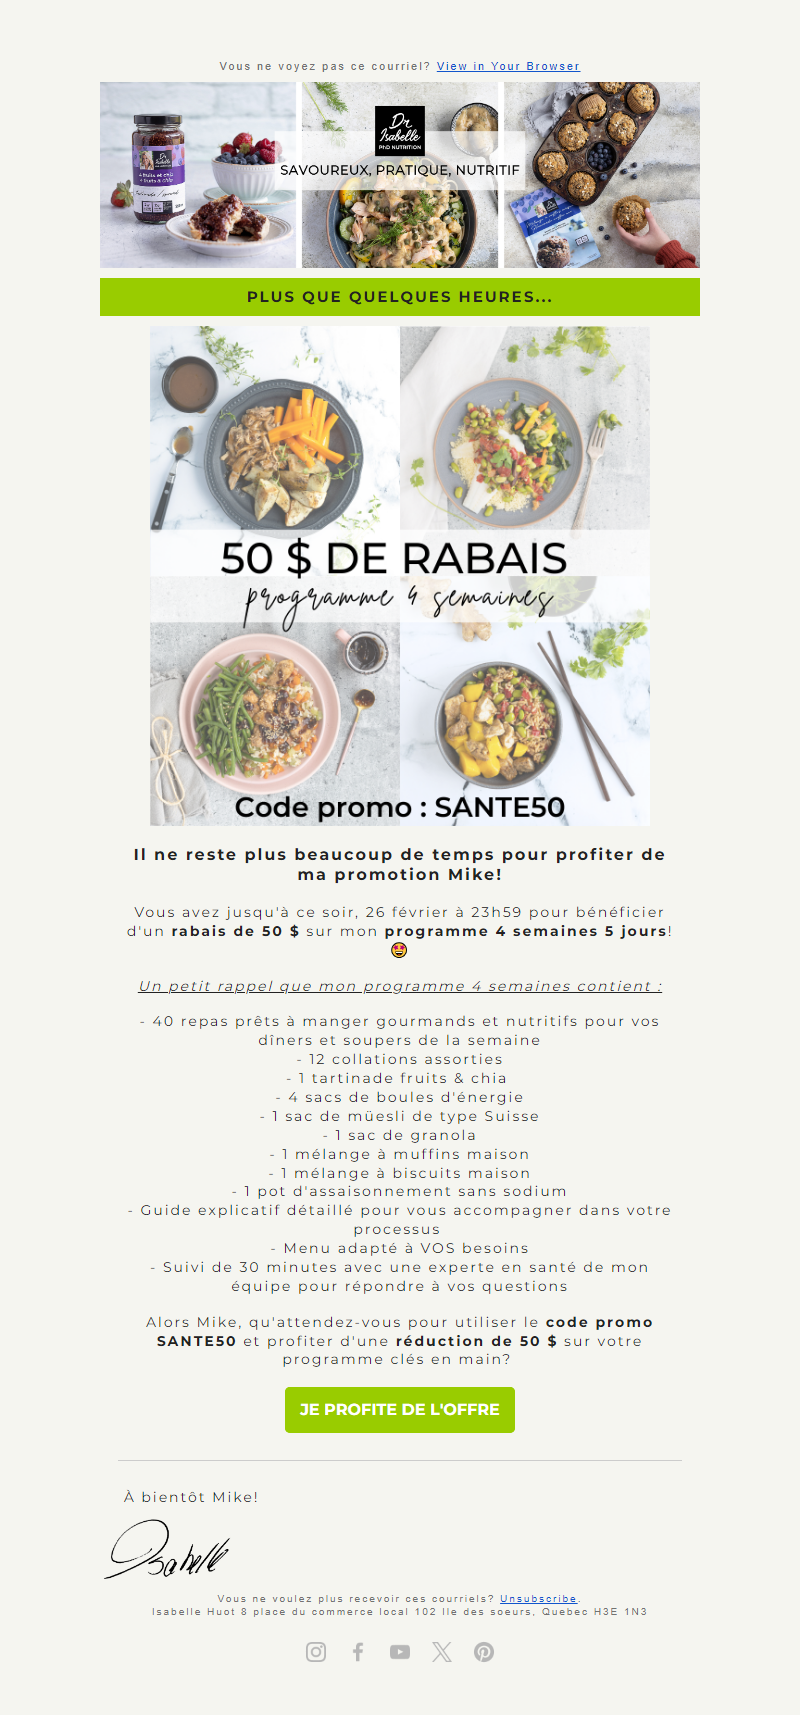 Vous ne voyez pas ce courriel? View in Your Browser
Dr
Isabelle
PhD NUTRITION
SAVOUREUX, PRATIQUE, NUTRITIF
Dr
Isabelle
PhD NUTRITION
PLUS QUE QUELQUES HEURES...
50 $ DE RABAIS
programme 4 semaines
Code promo : SANTE50
Il ne reste plus beaucoup de temps pour profiter de
ma promotion Mike!
Vous avez jusqu'à ce soir, 26 février à 23h59 pour bénéficier
d'un rabais de 50 $ sur mon programme 4 semaines 5 jours!
🤩
Un petit rappel que mon programme 4 semaines contient :
- 40 repas prêts à manger gourmands et nutritifs pour vos
dîners et soupers de la semaine
- 12 collations assorties
- 1 tartinade fruits & chia
- 4 sacs de boules d'énergie
- 1 sac de müesli de type Suisse
- 1 sac de granola
- 1 mélange à muffins maison
- 1 mélange à biscuits maison
- 1 pot d'assaisonnement sans sodium
- Guide explicatif détaillé pour vous accompagner dans votre
processus
- Menu adapté à VOS besoins
- Suivi de 30 minutes avec une experte en santé de mon
équipe pour répondre à vos questions
Alors Mike, qu'attendez-vous pour utiliser le code promo
SANTE50 et profiter d'une réduction de 50 $ sur votre
programme clés en main?
JE PROFITE DE L'OFFRE
À bientôt Mike!
Isabelle
Vous ne voulez plus recevoir ces courriels? Unsubscribe.
Isabelle Huot 8 place du commerce local 102 Ile des soeurs, Quebec H3E 1N3